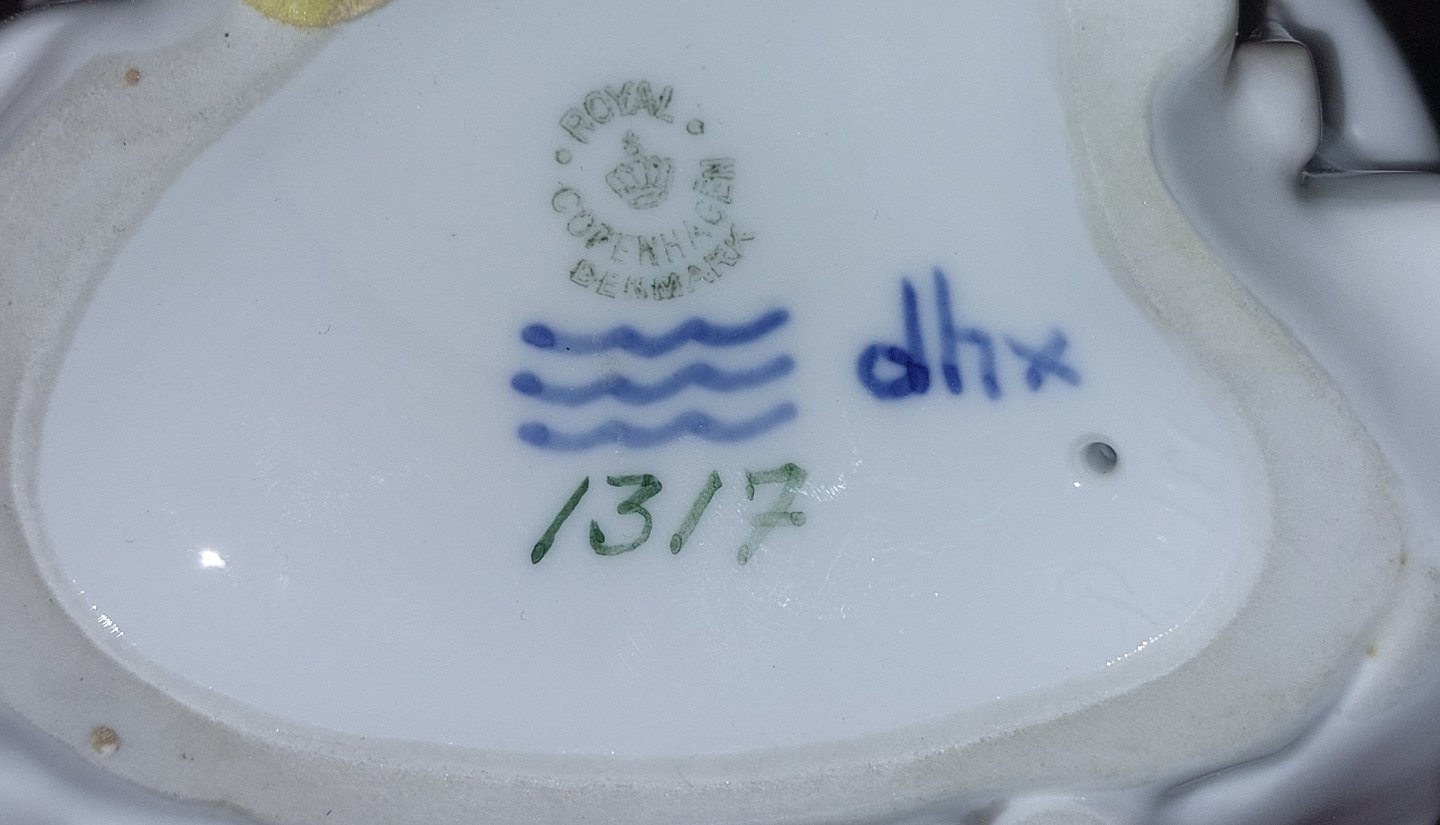 ROYAL
COPENHAGEN
DENMARK
dhx
1317